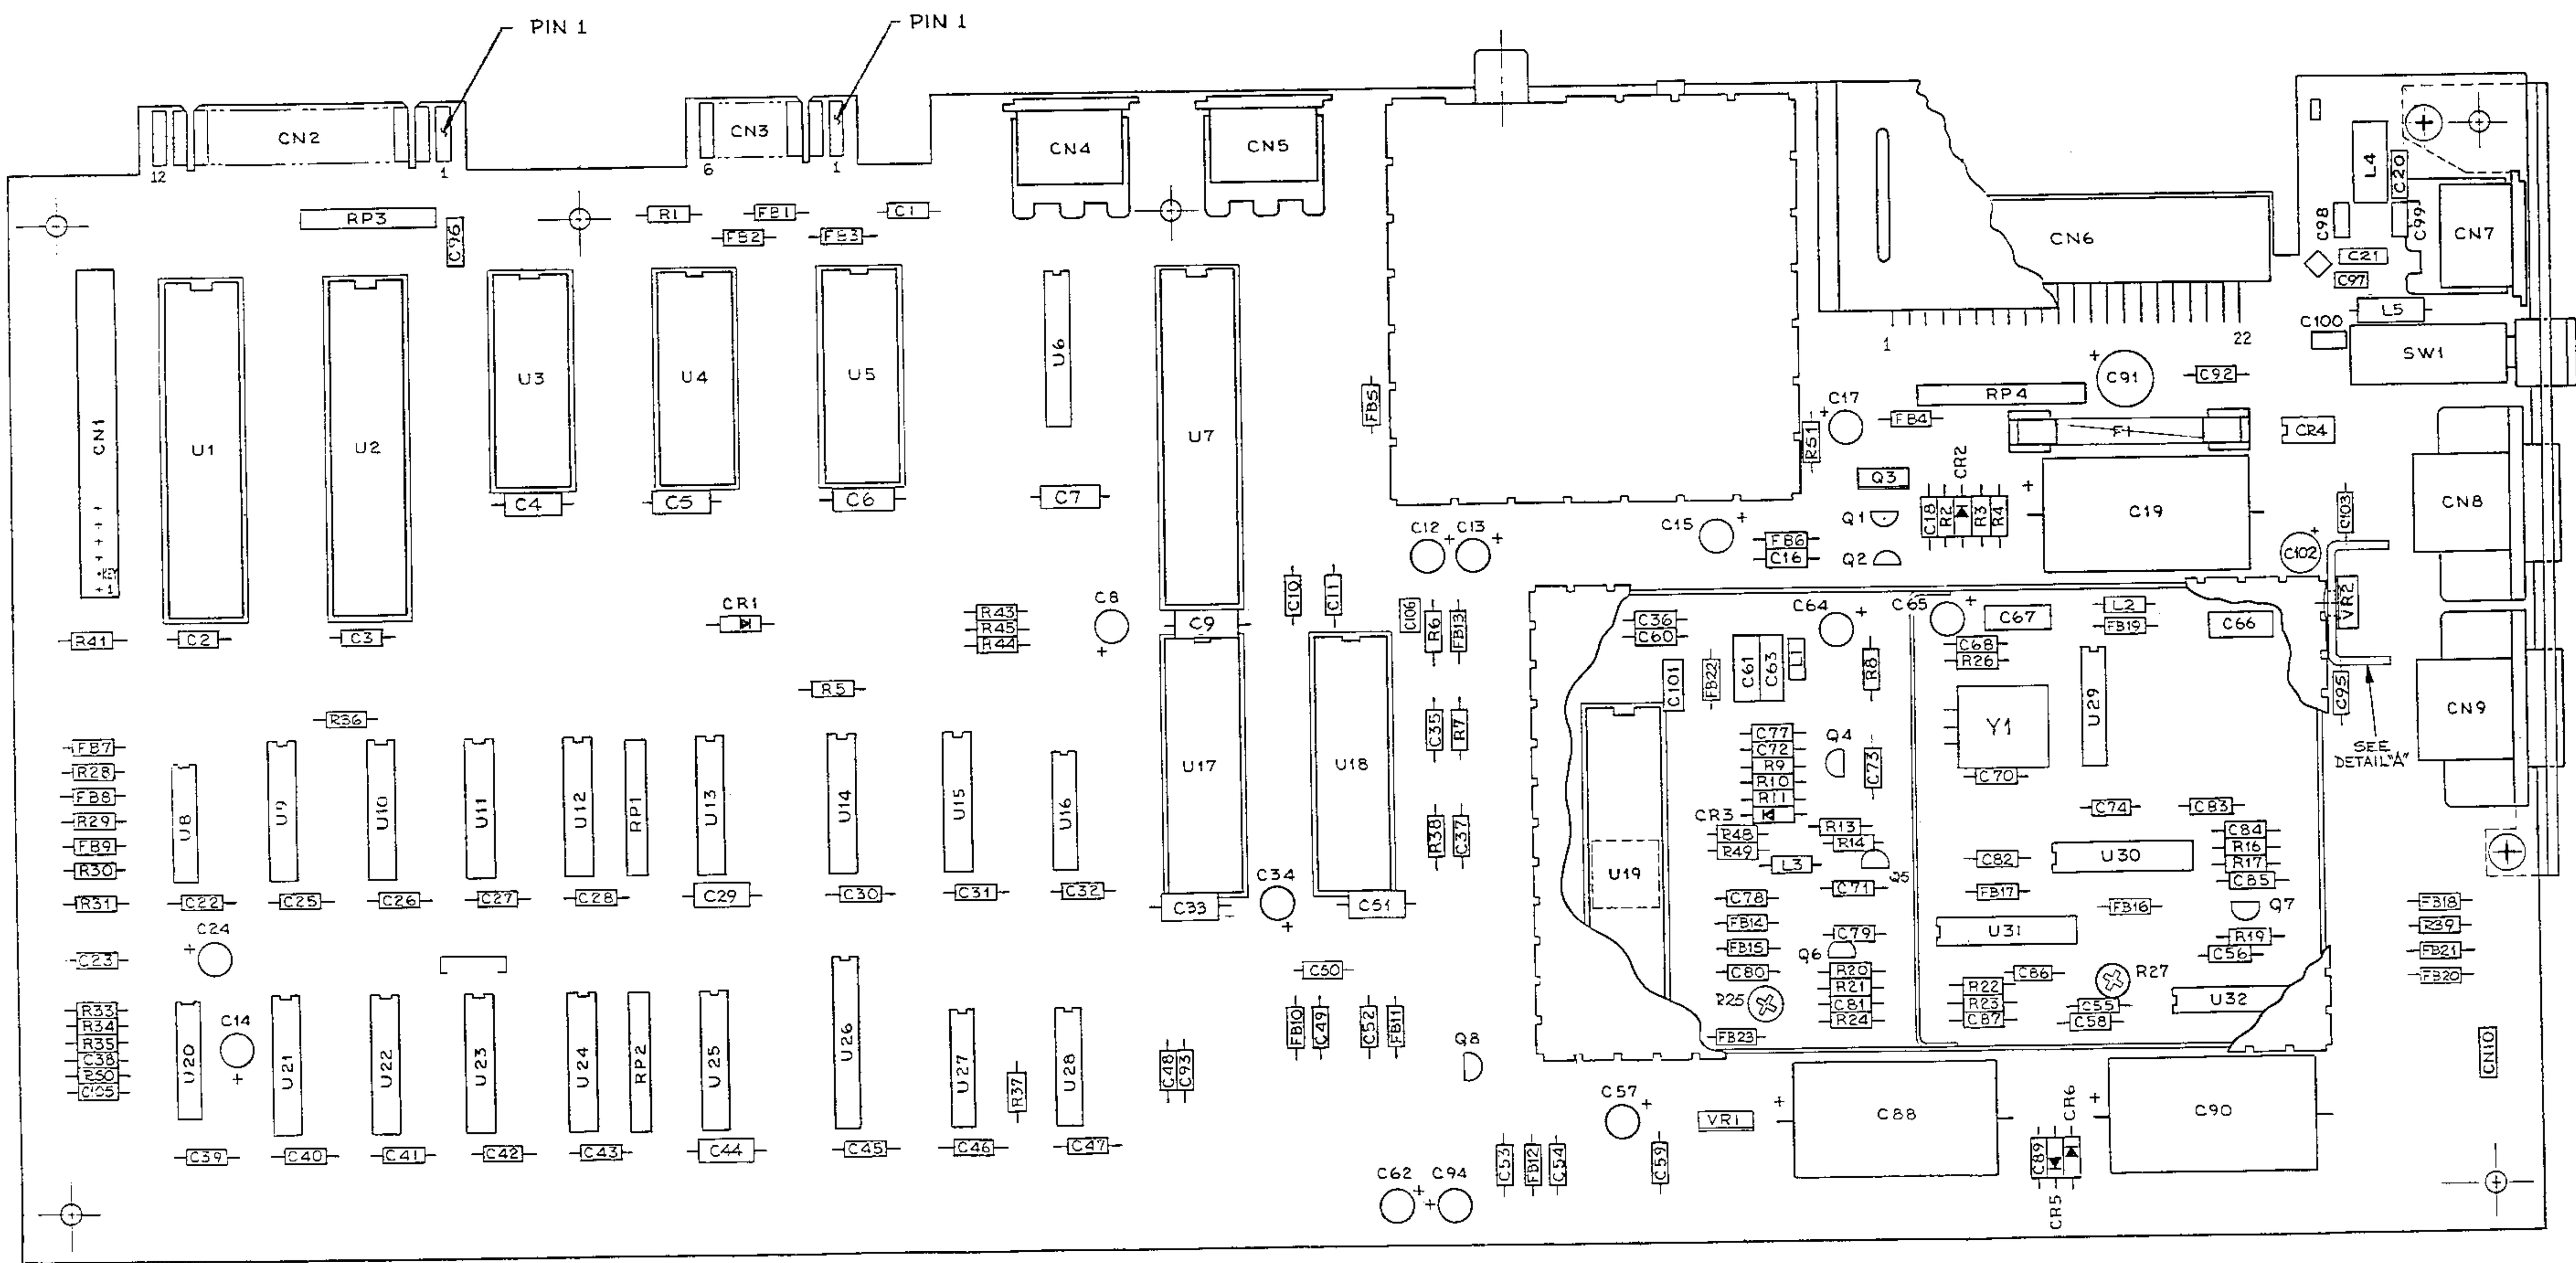 PIN 1
PIN 1
CN2
CN3
CN4
CN5
12
1
6
1
RP3
C96
R1
FB1
C1
FB2
FB3
L4
C20
C98
C99
CN7
C21
C97
L5
C100
SW1
CN6
1
22
CN1
+KEY
+1
U1
U2
U3
U4
U5
U6
U7
C4
C5
C6
C7
FB5
R51
C17
FB4
RP4
C91
C92
F1
CR4
Q3
CR2
Q1
Q2
C18
R2
R3
R4
C19
C103
C102
CN8
C12
C13
C15
FB6
C16
R41
C2
C3
CR1
R43
R45
R44
C8
C9
C10
C11
C106
R6
FB13
C36
C60
C64
C65
C67
L2
FB19
C66
VR2
C61
C63
L1
R8
C68
R26
C101
FB22
Y1
U29
C95
CN9
SEE
DETAIL"A"
R5
R36
FB7
R28
FB8
R29
FB9
R30
R31
U8
U9
U10
U11
U12
RP1
U13
U14
U15
U16
U17
U18
C35
R7
R38
C37
C77
C72
R9
R10
R11
CR3
R48
R49
L3
Q4
C73
R13
R14
Q5
C71
C70
C74
C83
C84
R16
R17
C85
U30
C82
FB17
FB16
Q7
U31
R19
C56
U19
C78
FB14
FB15
C80
R25
FB23
C79
Q6
R20
R21
C81
R24
C86
R27
R22
R23
C87
C55
C58
U32
FB18
R39
FB21
FB20
C22
C25
C26
C27
C28
C29
C30
C31
C32
C33
C34
C51
C24
C23
C50
R33
R34
R35
C38
R50
C105
C14
U20
U21
U22
U23
U24
RP2
U25
U26
U27
R37
U28
C48
C93
FB10
C49
C52
FB11
Q8
CN10
C39
C40
C41
C42
C43
C44
C45
C46
C47
C57
VR1
C88
C90
CR6
C89
CR5
C53
FB12
C54
C59
C62
C94